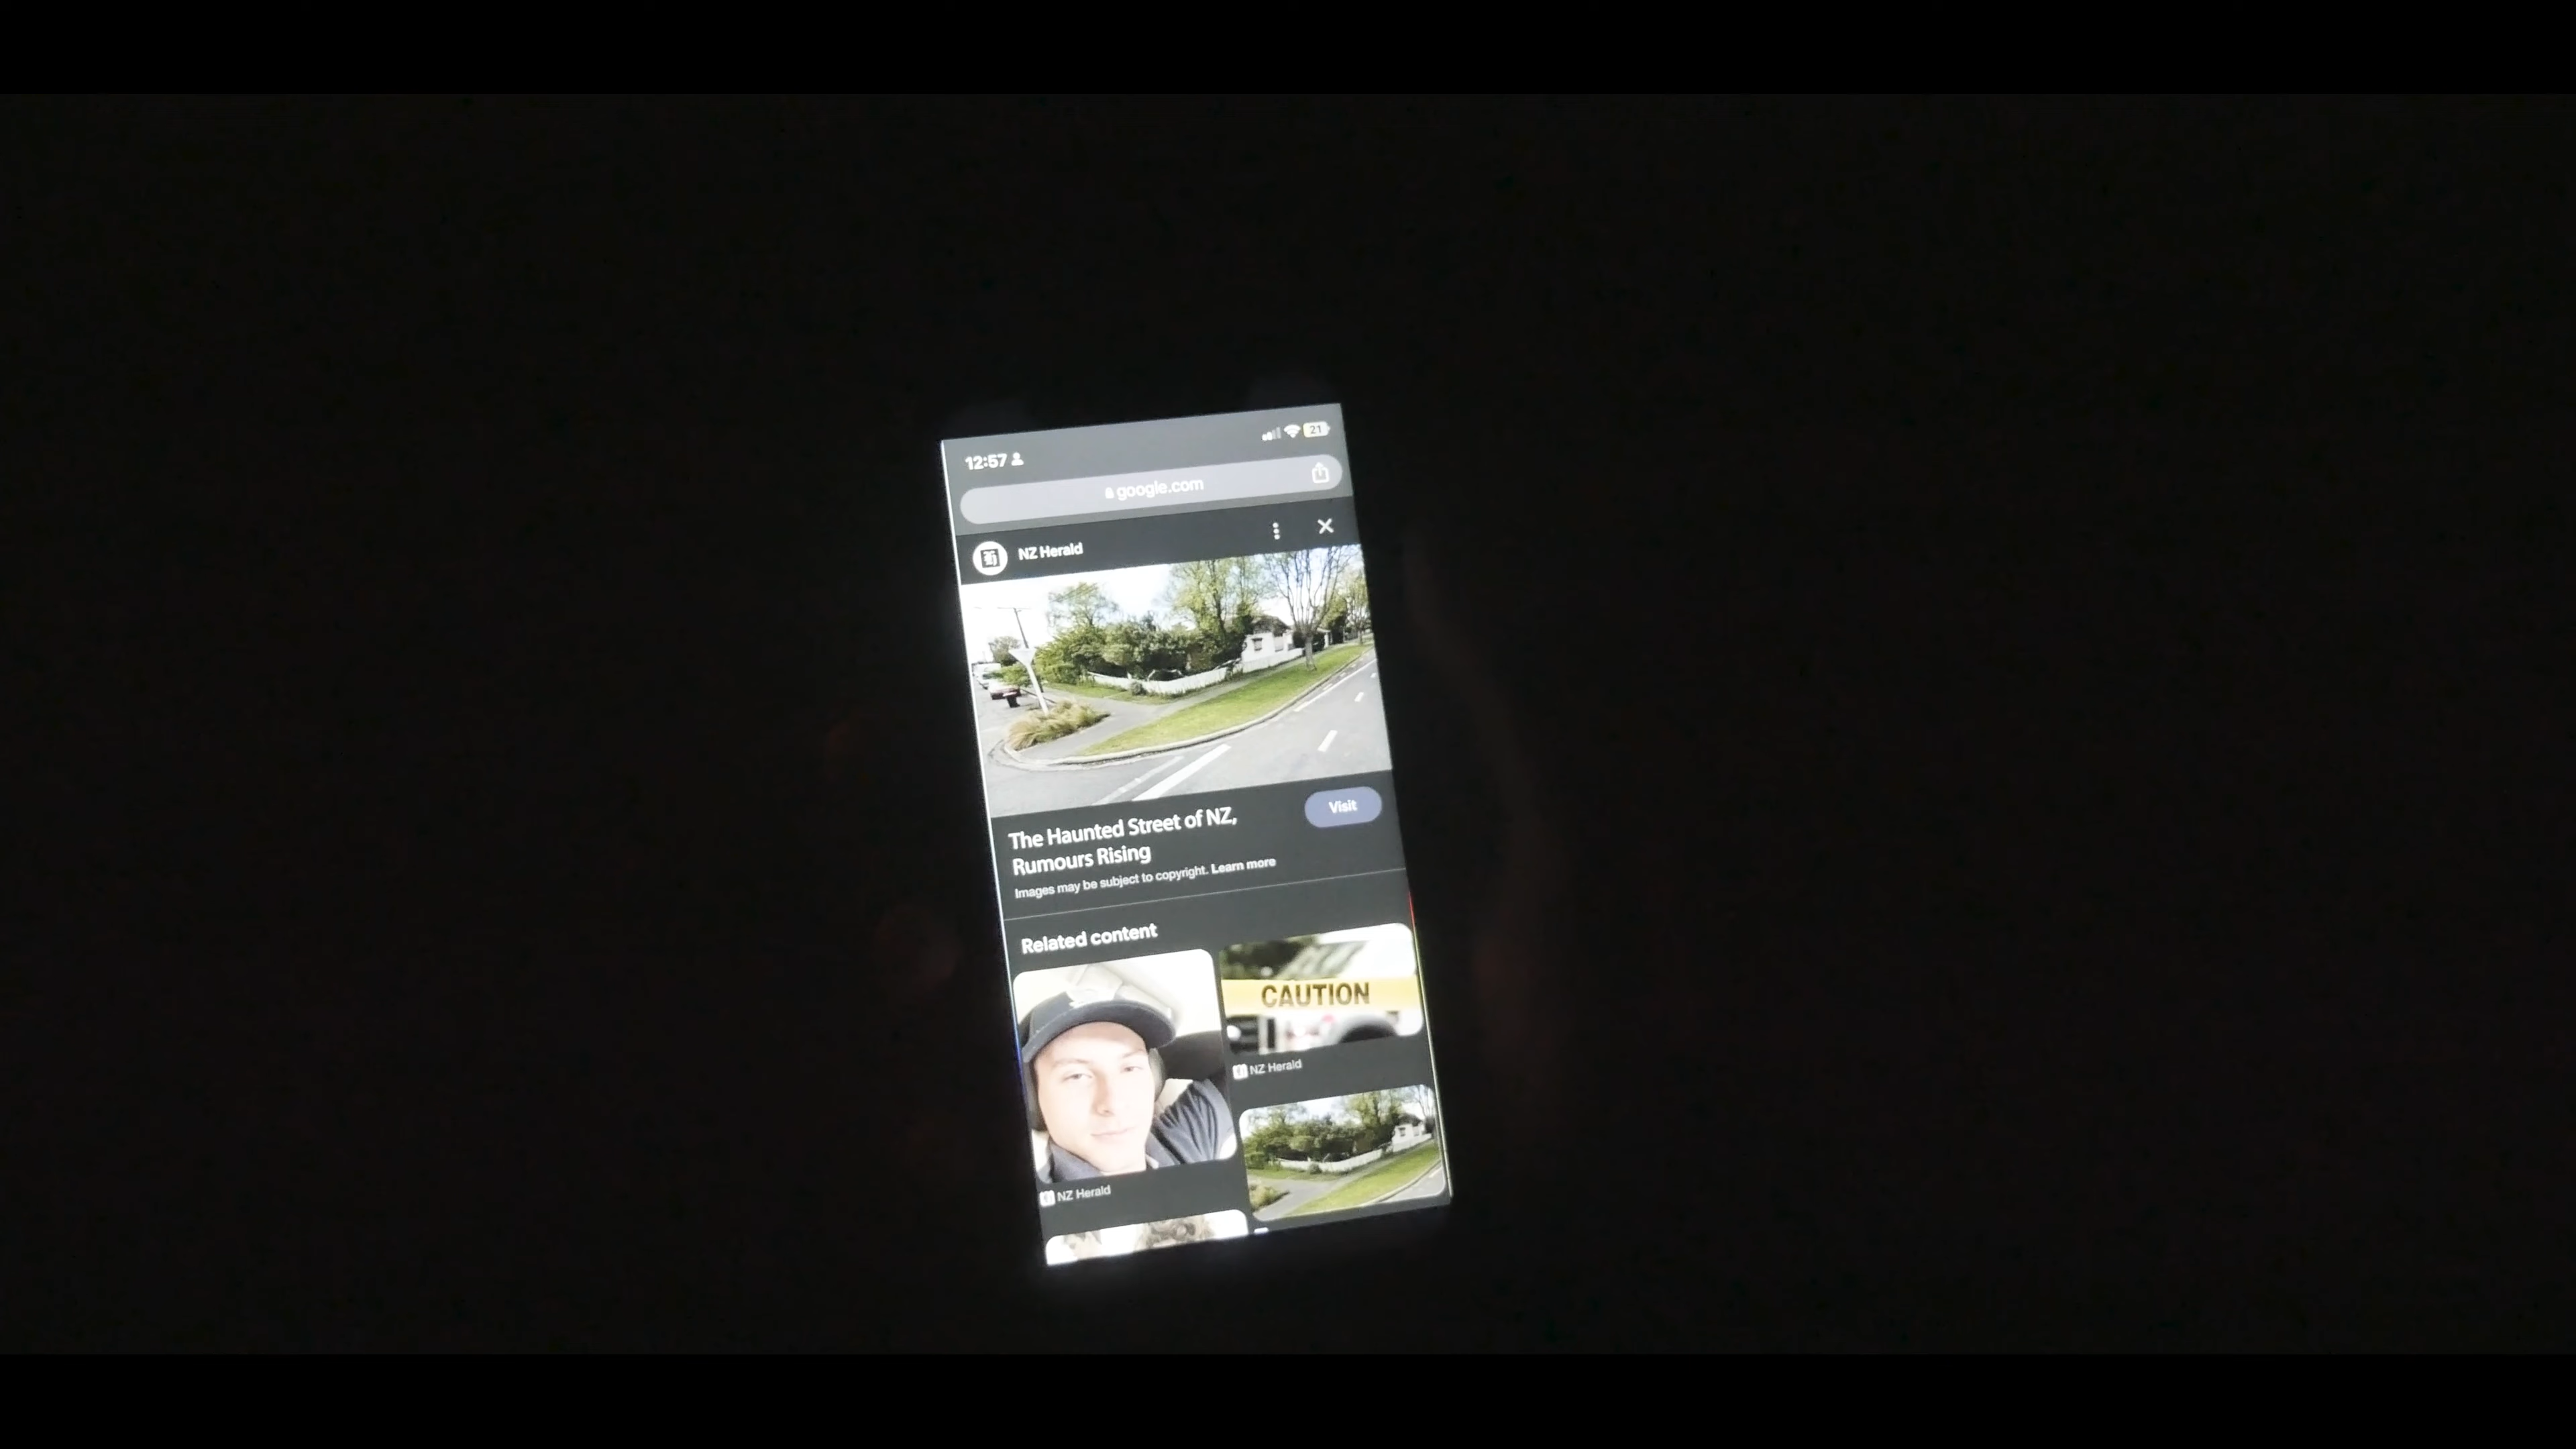 12:57
21
google.com
NZ Herald
The Haunted Street of NZ,
Rumours Rising
Visit
Images may be subject to copyright. Learn more
Related content
CAUTION
NZ Herald
NZ Herald